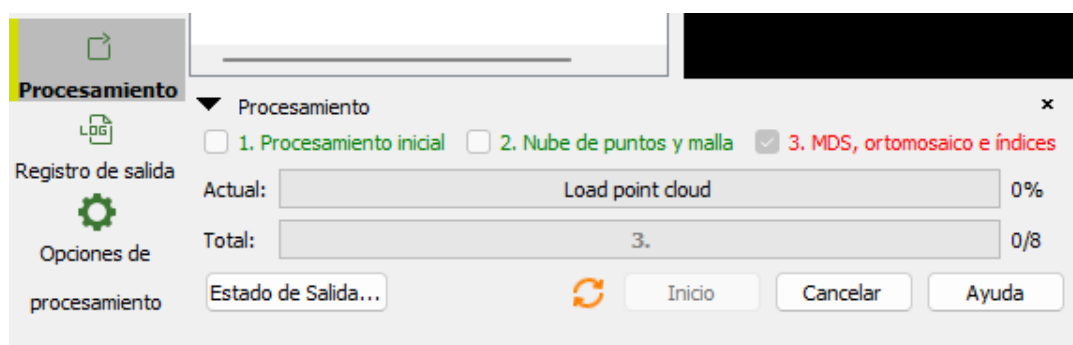 Procesamiento
LOG
Registro de salida
Opciones de
procesamiento
Procesamiento
1. Procesamiento inicial 2. Nube de puntos y malla 3. MDS, ortomosaico e índices
Actual: Load point cloud 0%
Total: 3. 0/8
Estado de Salida... Inicio Cancelar Ayuda